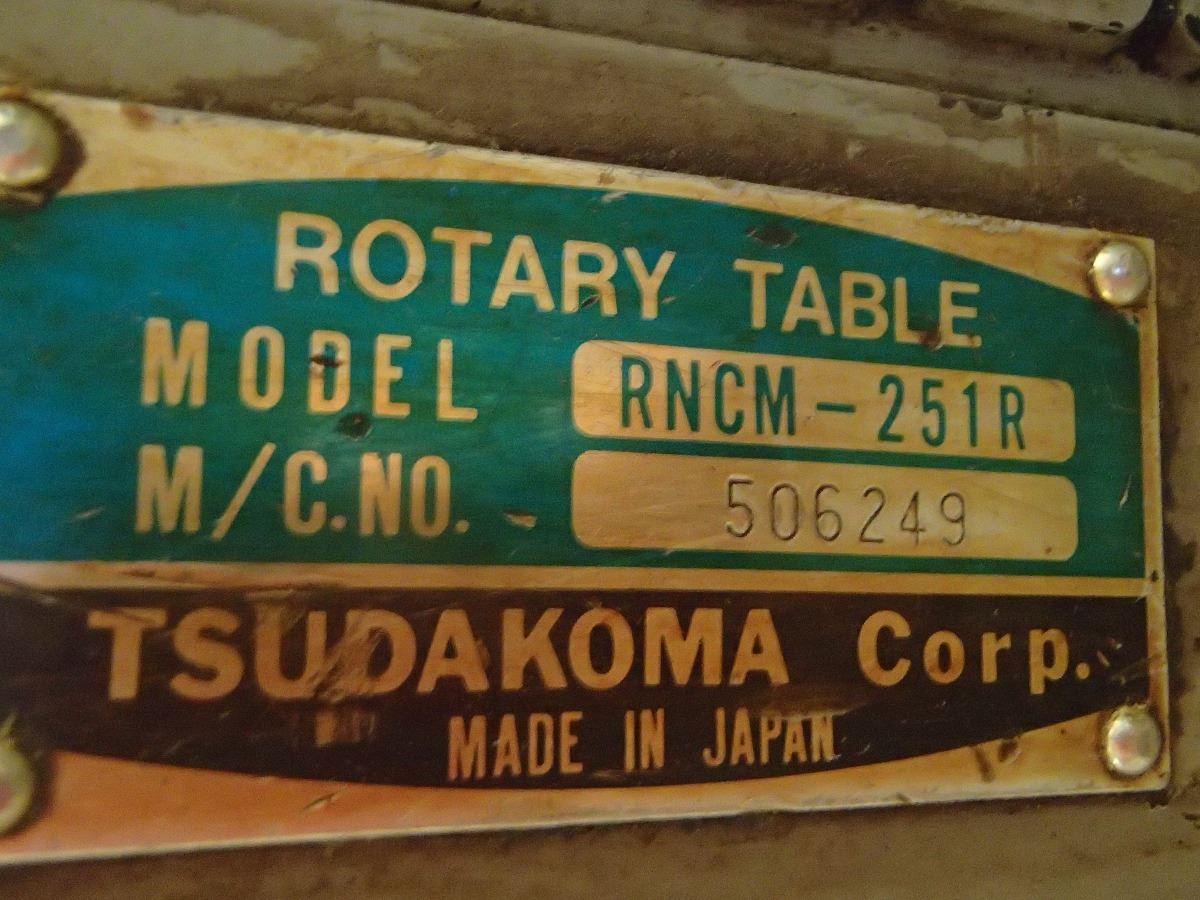 ROTARY TABLE
MODEL RNCM-251R
M/C.NO. 506249
TSUDAKOMA Corp.
MADE IN JAPAN